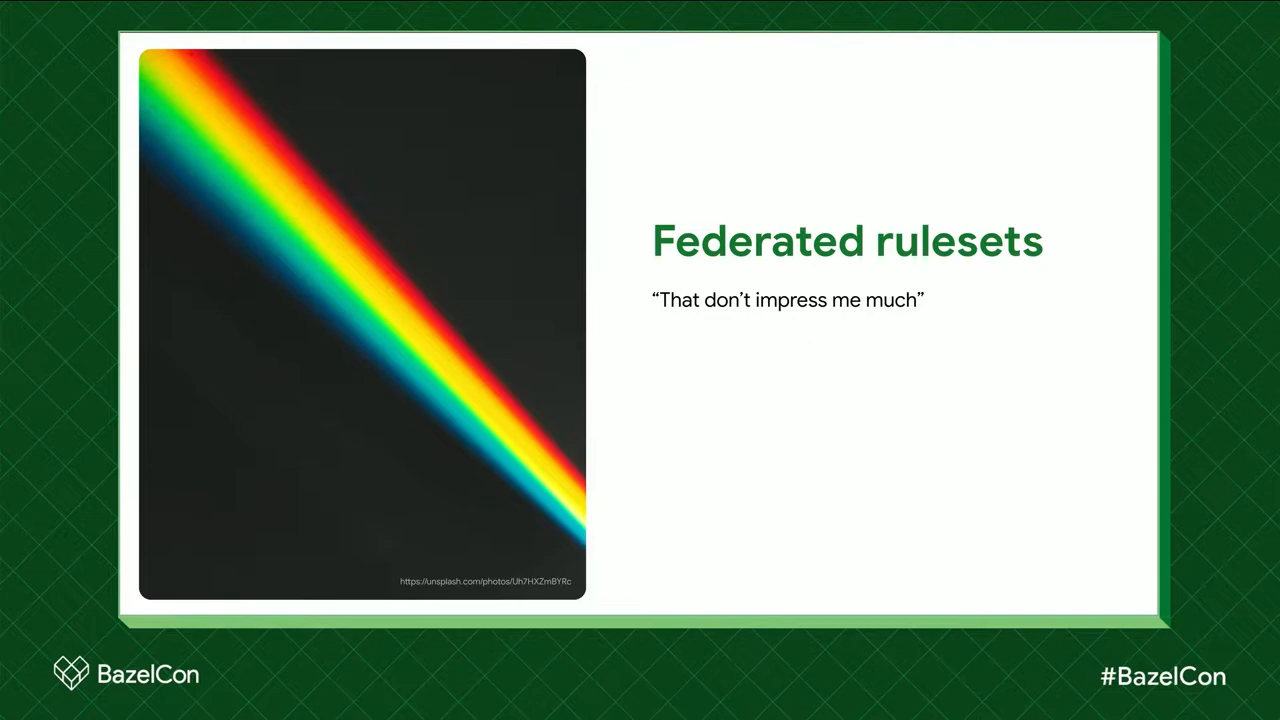 Federated rulesets
“That don’t impress me much”
https://unsplash.com/photos/Uh7HXZmBYRc
BazelCon
#BazelCon